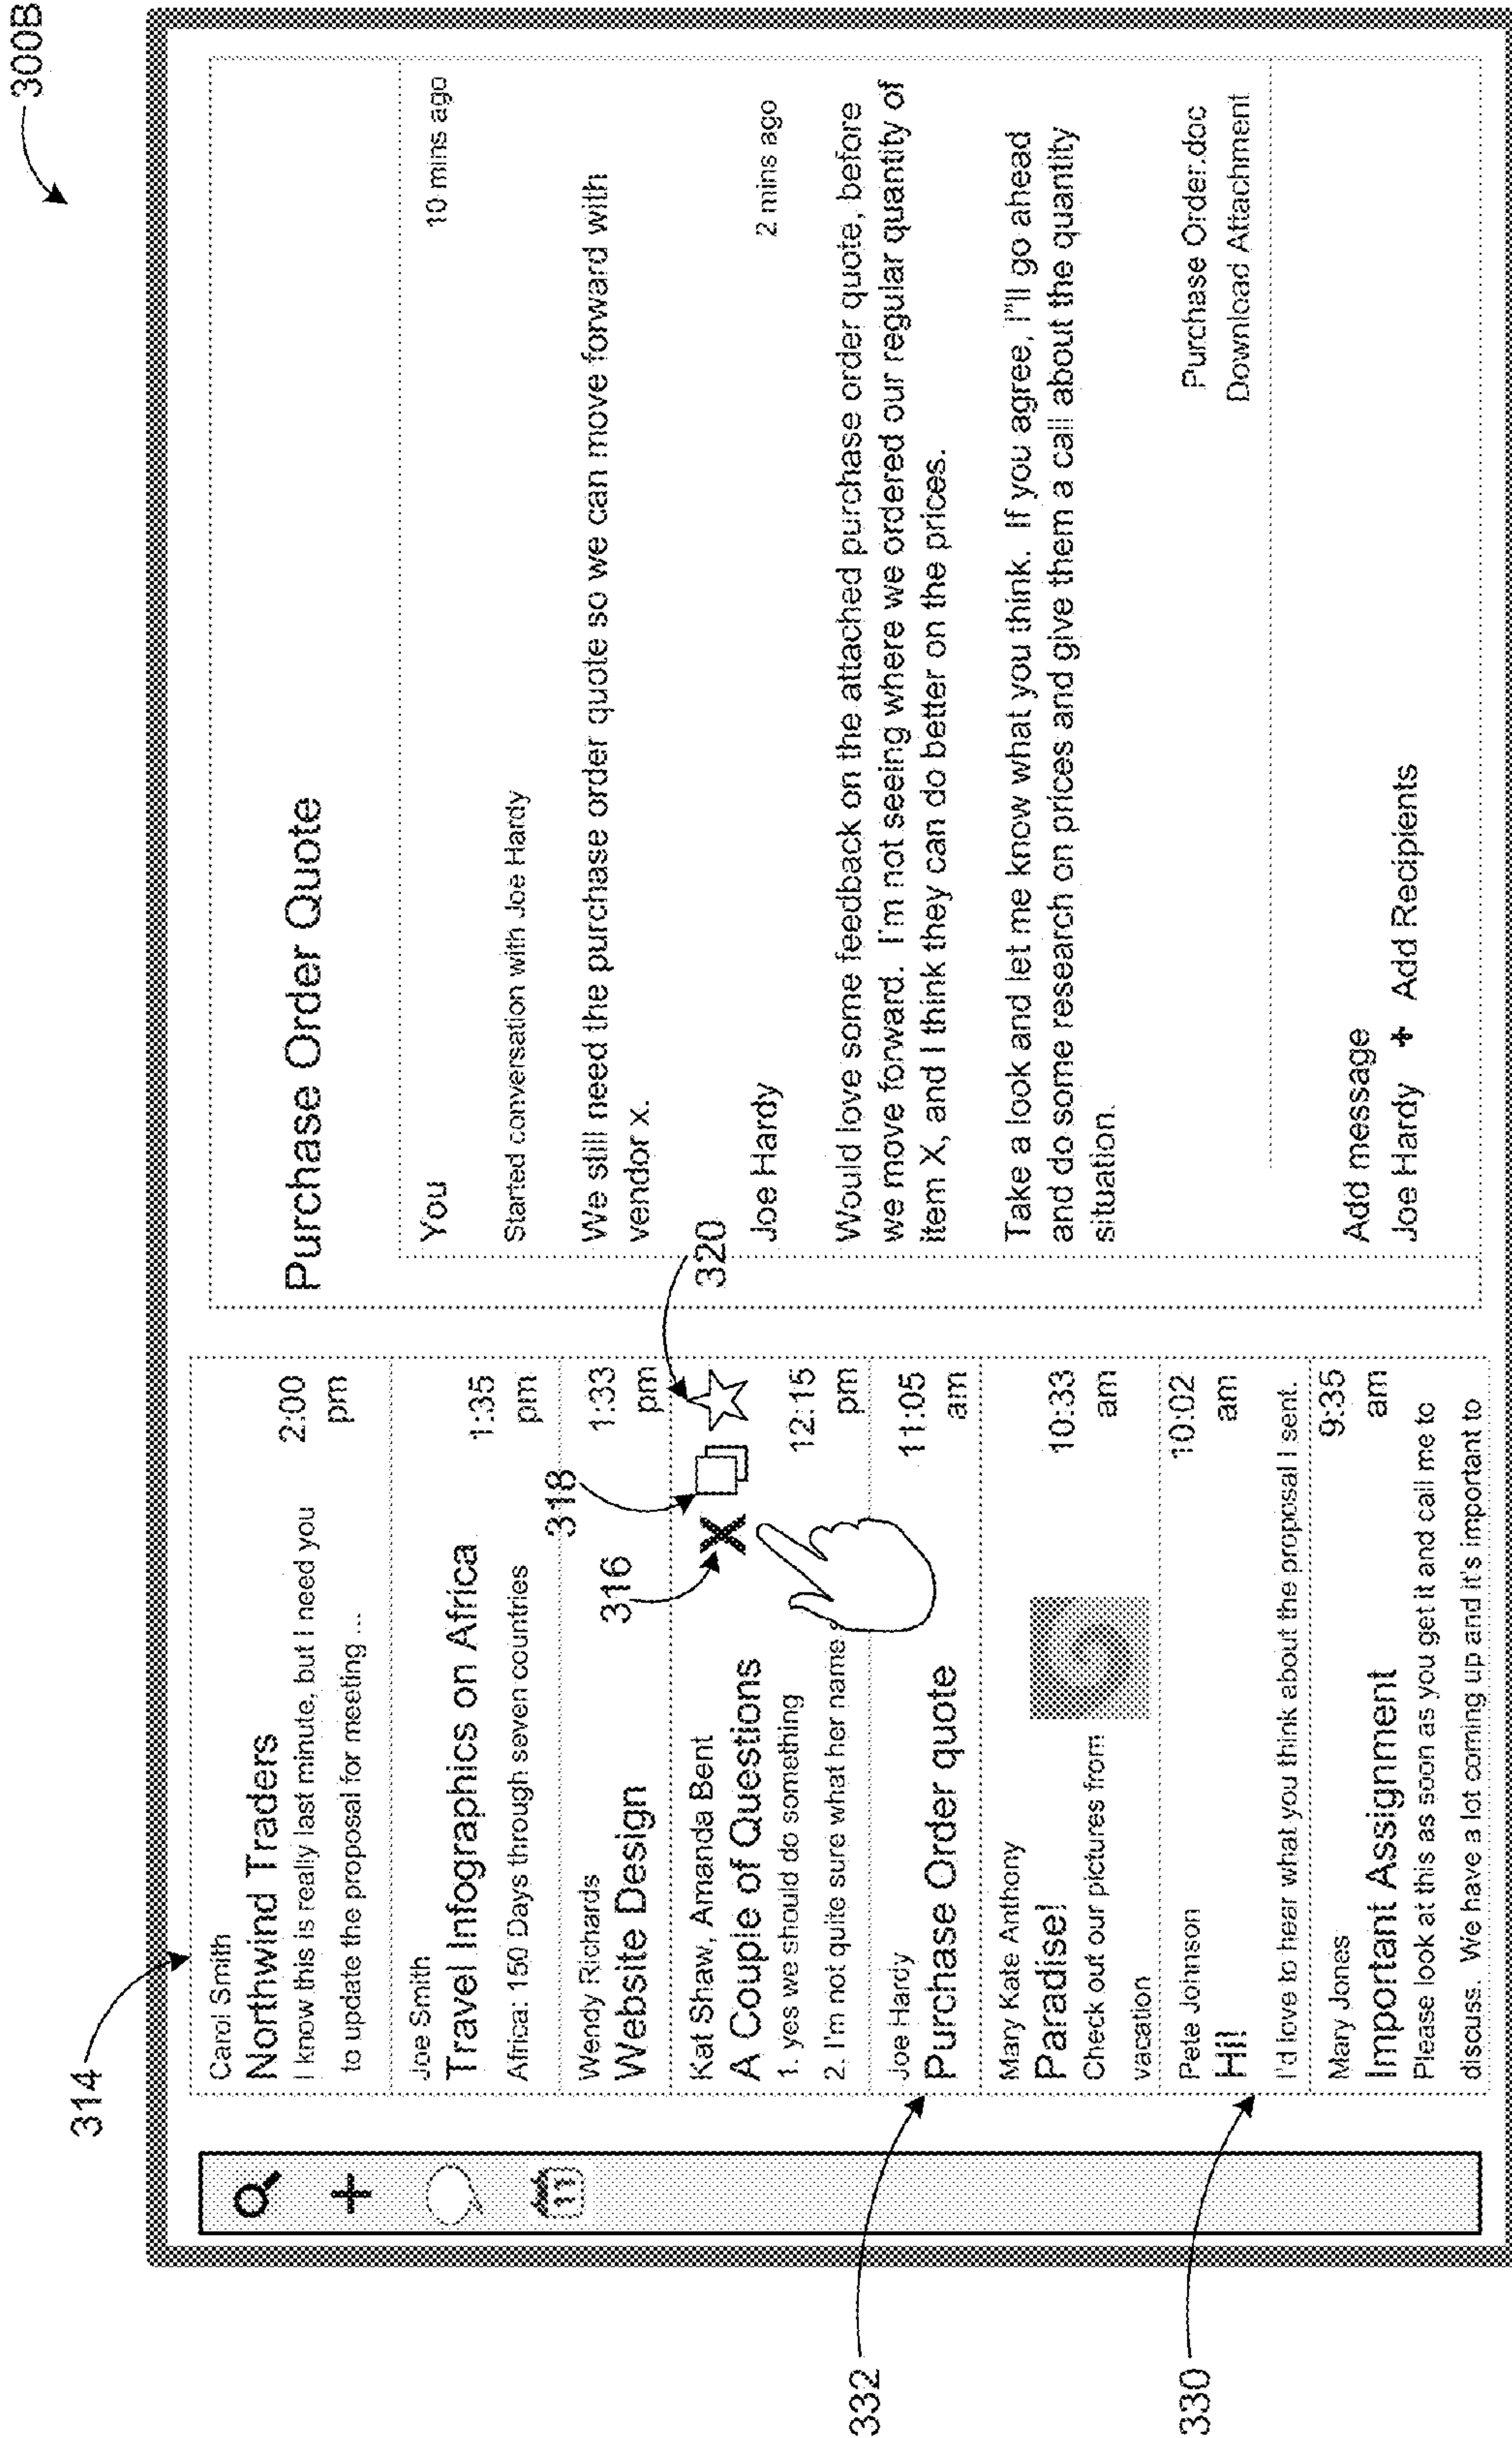 300B
314
Carol Smith
Northwind Traders
I know this is really last minute, but I need you
2:00
to update the proposal for meeting ...
pm
Joe Smith
Travel Infographics on Africa
1:35
Africa: 150 Days through seven countries
pm
Wendy Richards
1:33
Website Design
pm
316
318
320
Kat Shaw, Amanda Bent
A Couple of Questions
1. yes we should do something
12:15
2. I'm not quite sure what her name
pm
332
Joe Hardy
11:05
Purchase Order quote
am
Mary Kate Anthony
Paradise!
10:33
Check out our pictures from
am
vacation
330
Pete Johnson
10:02
Hi!
am
I'd love to hear what you think about the proposal I sent.
Mary Jones
9:35
Important Assignment
am
Please look at this as soon as you get it and call me to
discuss. We have a lot coming up and it's important to
11
Purchase Order Quote
You
10 mins ago
Started conversation with Joe Hardy
We still need the purchase order quote so we can move forward with
vendor x.
Joe Hardy
2 mins ago
Would love some feedback on the attached purchase order quote, before
we move forward. I'm not seeing where we ordered our regular quantity of
item X, and I think they can do better on the prices.
Take a look and let me know what you think. If you agree, I"ll go ahead
and do some research on prices and give them a call about the quantity
situation.
Purchase Order.doc
Download Attachment
Add message
Joe Hardy + Add Recipients